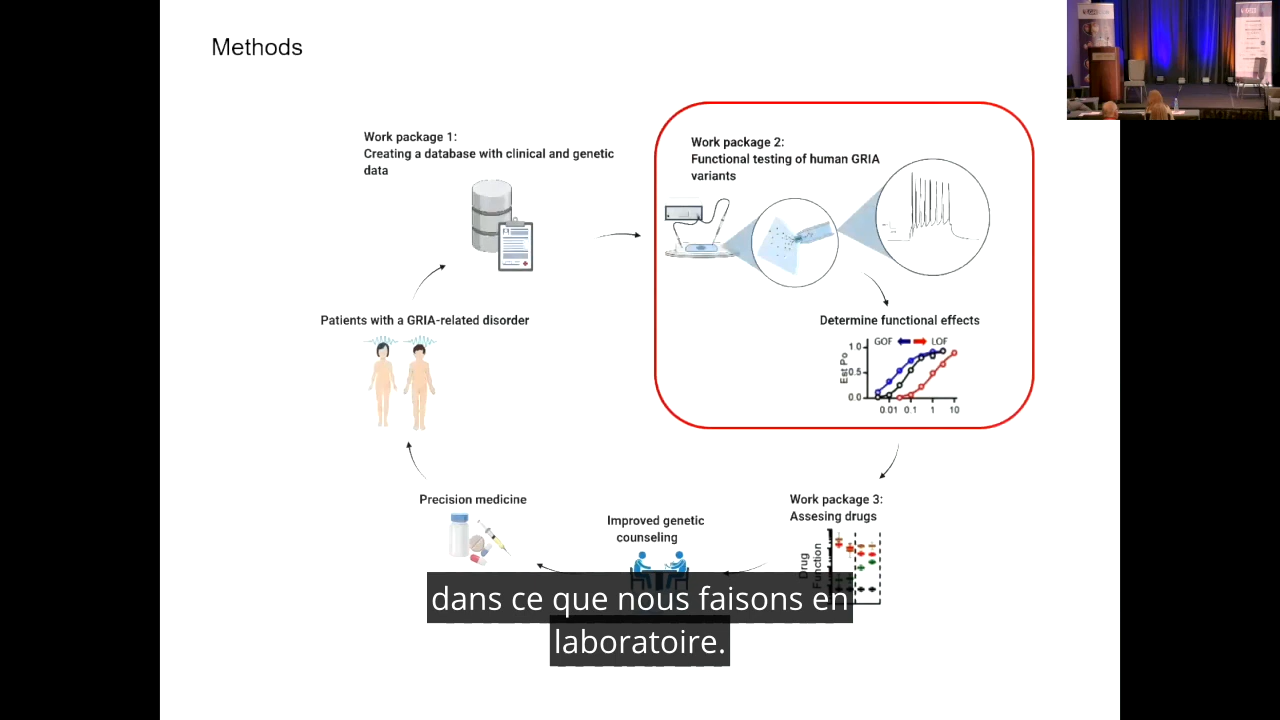 Methods
Work package 1:
Creating a database with clinical and genetic
data
Work package 2:
Functional testing of human GRIA
variants
Patients with a GRIA-related disorder
Determine functional effects
GOF LOF
Est Po
1.0
0.5
0.0
0.01 0.1 1 10
Precision medicine
Improved genetic
counseling
Work package 3:
Assesing drugs
Drug
Function
dans ce que nous faisons en
laboratoire.